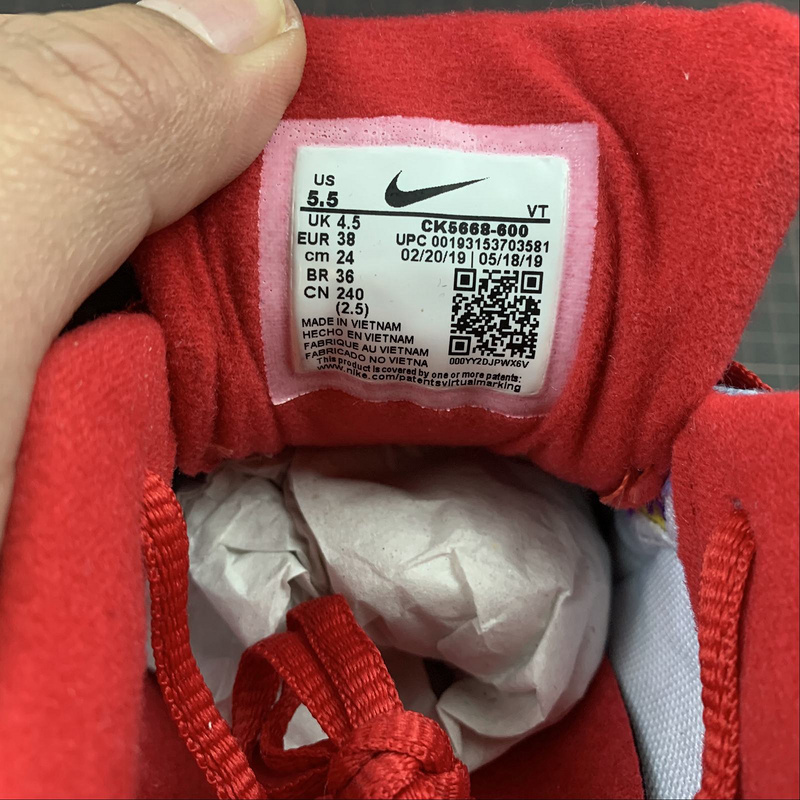 US
5.5
VT
UK 4.5
EUR 38
cm 24
BR 36
CN 240
(2.5)
CK5668-600
UPC 00193153703581
02/20/19 | 05/18/19
MADE IN VIETNAM
HECHO EN VIETNAM
FABRIQUE AU VIETNAM
FABRICADO NO VIETNA
000YY2DJPWX6V
This product is covered by one or more patents:
www.nike.com/patentsvirtualmarking